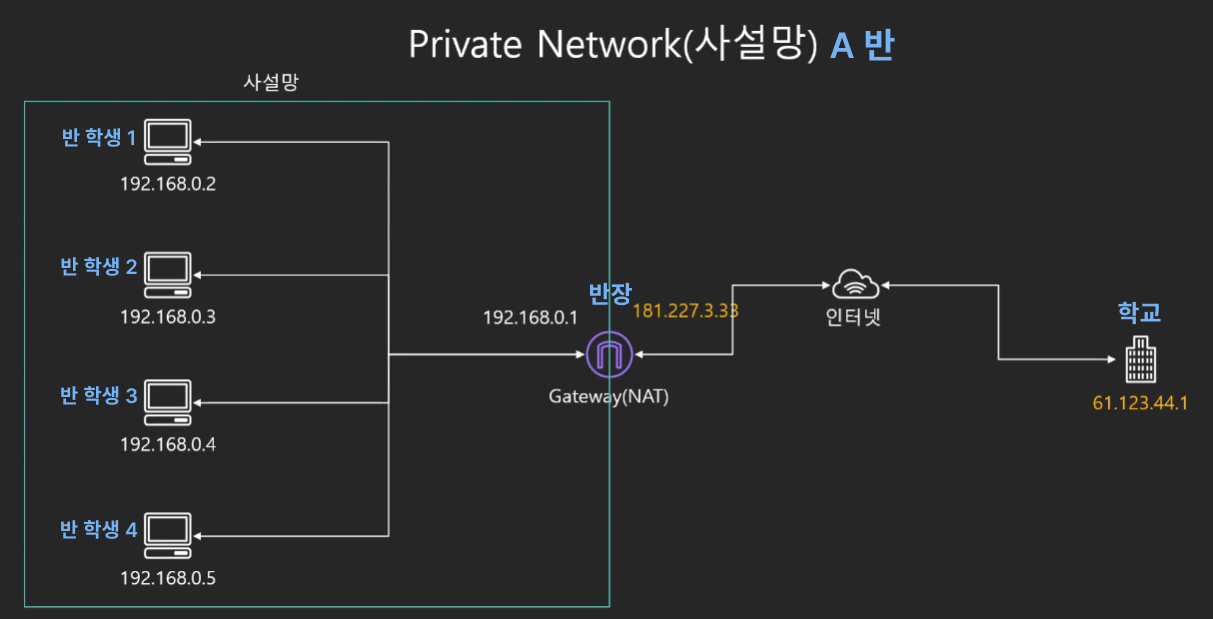 Private Network(사설망) A 반
사설망
반 학생 1
192.168.0.2
반 학생 2
192.168.0.3
반 학생 3
192.168.0.4
반 학생 4
192.168.0.5
192.168.0.1
반장
181.227.3.33
Gateway(NAT)
인터넷
학교
61.123.44.1